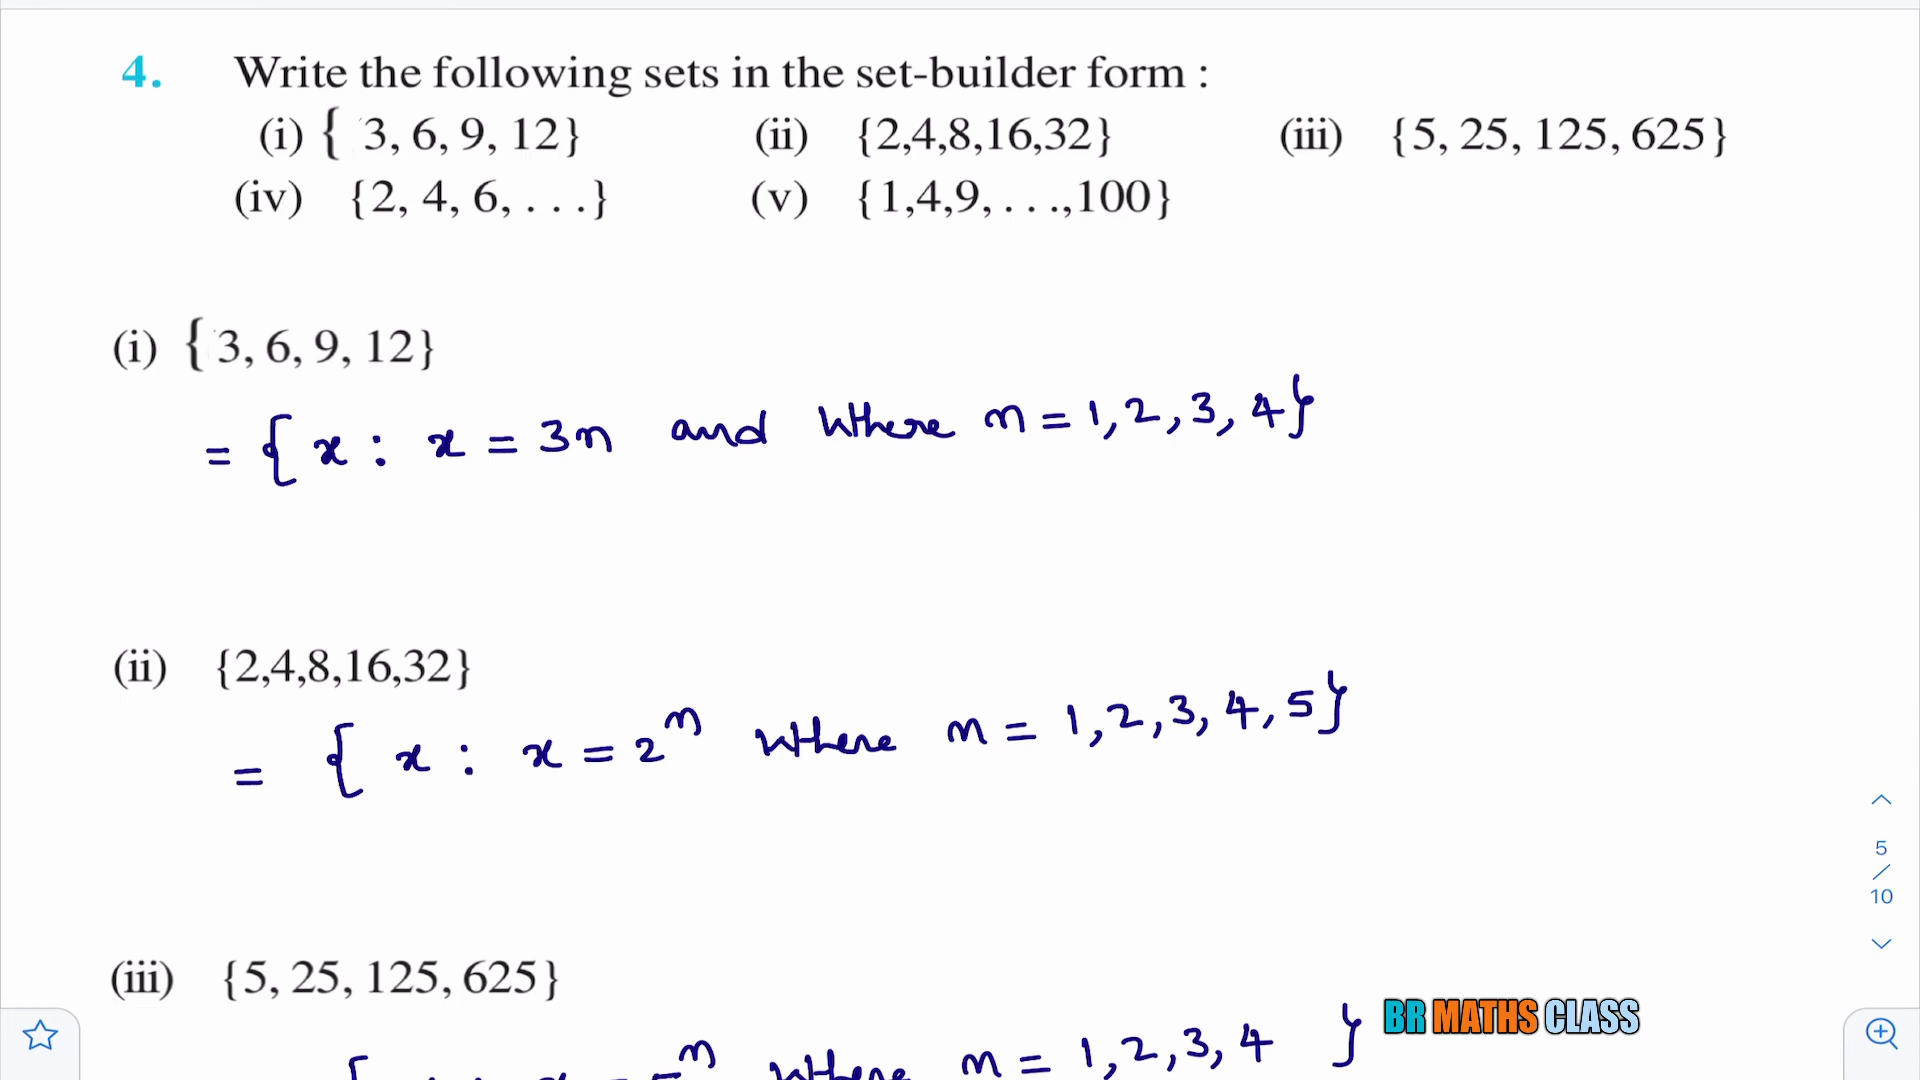 4. Write the following sets in the set-builder form :
(i) { 3, 6, 9, 12} (ii) {2,4,8,16,32} (iii) {5, 25, 125, 625}
(iv) {2, 4, 6, . . .} (v) {1,4,9, . . .,100}
(i) { 3, 6, 9, 12}
= { x : x = 3n and where n = 1, 2, 3, 4}
(ii) {2,4,8,16,32}
= { x : x = 2^n where n = 1, 2, 3, 4, 5}
(iii) {5, 25, 125, 625}
where n = 1, 2, 3, 4 }
BR MATHS CLASS
5
/
10